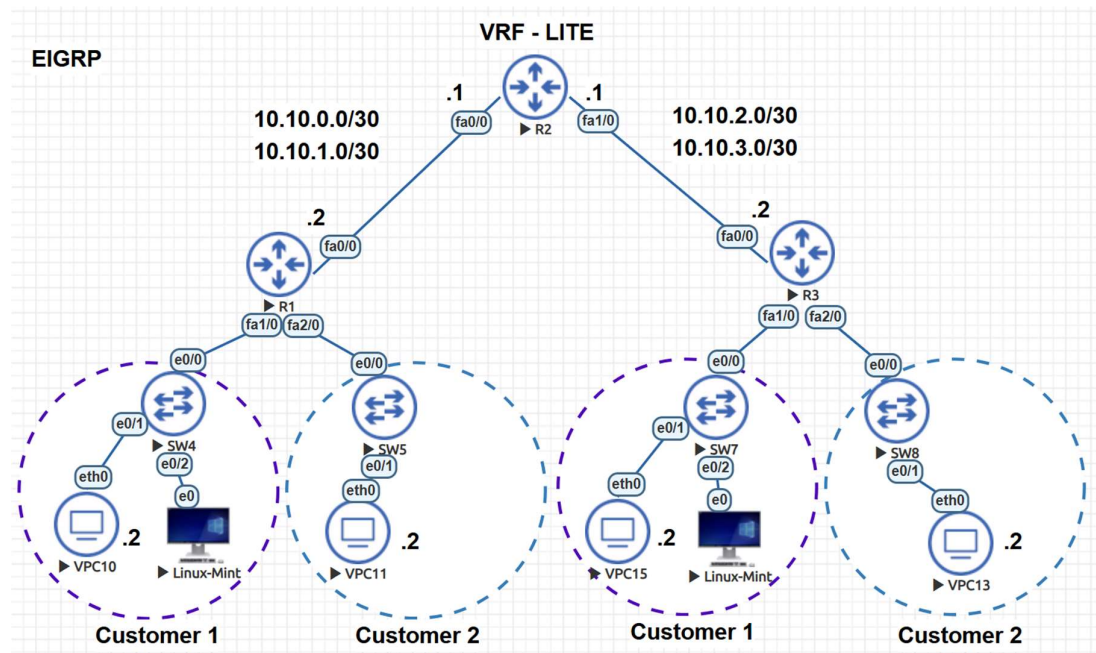 VRF - LITE
EIGRP
.1
.1
10.10.0.0/30
10.10.1.0/30
fa0/0
R2
fa1/0
10.10.2.0/30
10.10.3.0/30
.2
fa0/0
.2
fa0/0
R1
R3
fa1/0
fa2/0
fa1/0
fa2/0
e0/0
e0/0
e0/0
e0/0
e0/1
SW4
e0/2
e0
SW5
e0/1
eth0
e0/1
SW7
e0/2
e0
SW8
e0/1
eth0
eth0
eth0
.2
.2
.2
.2
VPC10
Linux-Mint
VPC11
VPC15
Linux-Mint
VPC13
Customer 1
Customer 2
Customer 1
Customer 2